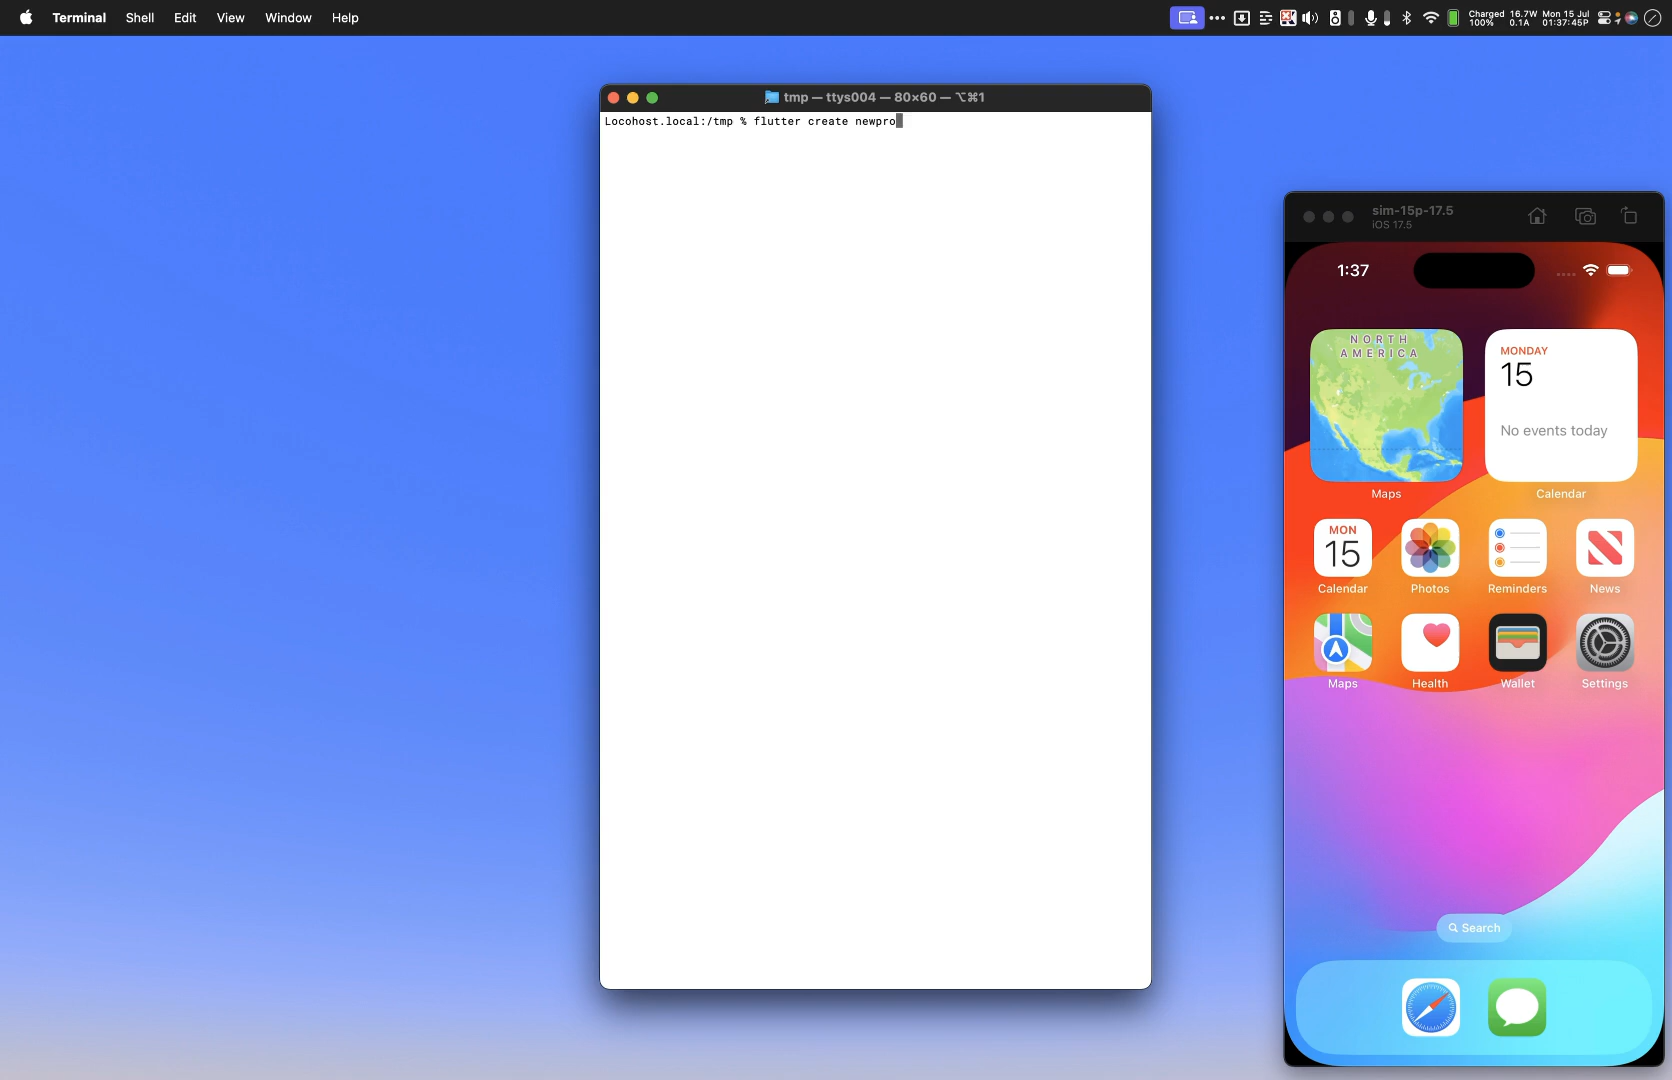 Terminal Shell Edit View Window Help
Charged 16.7W Mon 15 Jul
100% 0.1A 01:37:45P
tmp — ttys004 — 80×60 — ⌥⌘1
Locohost.local:/tmp % flutter create newpro
sim-15p-17.5
iOS 17.5
1:37
NORTH
AMERICA
MONDAY
15
No events today
Maps Calendar
MON
15
Calendar Photos Reminders News
Maps Health Wallet Settings
Search